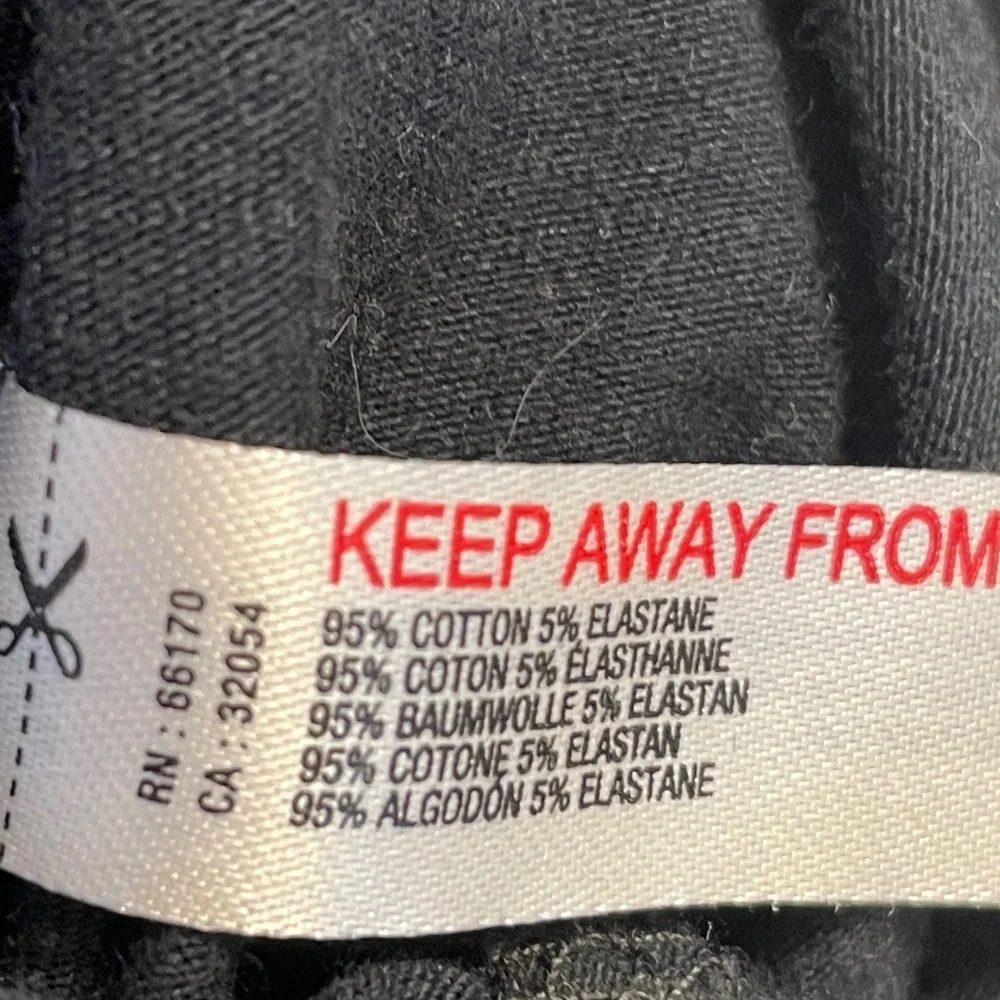 KEEP AWAY FROM
95% COTTON 5% ELASTANE
95% COTON 5% ÉLASTHANNE
95% BAUMWOLLE 5% ELASTAN
95% COTONE 5% ELASTAN
95% ALGODÓN 5% ELASTANE
RN : 66170
CA : 32054